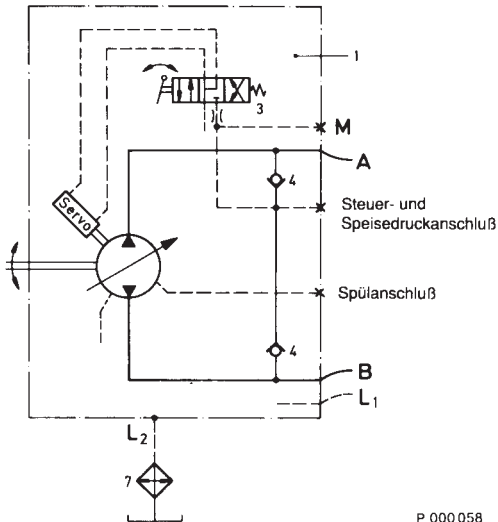 1
3
M
A
4
Steuer- und
Speisedruckanschluß
Servo
Spülanschluß
4
B
L₁
L₂
7
P 000 058